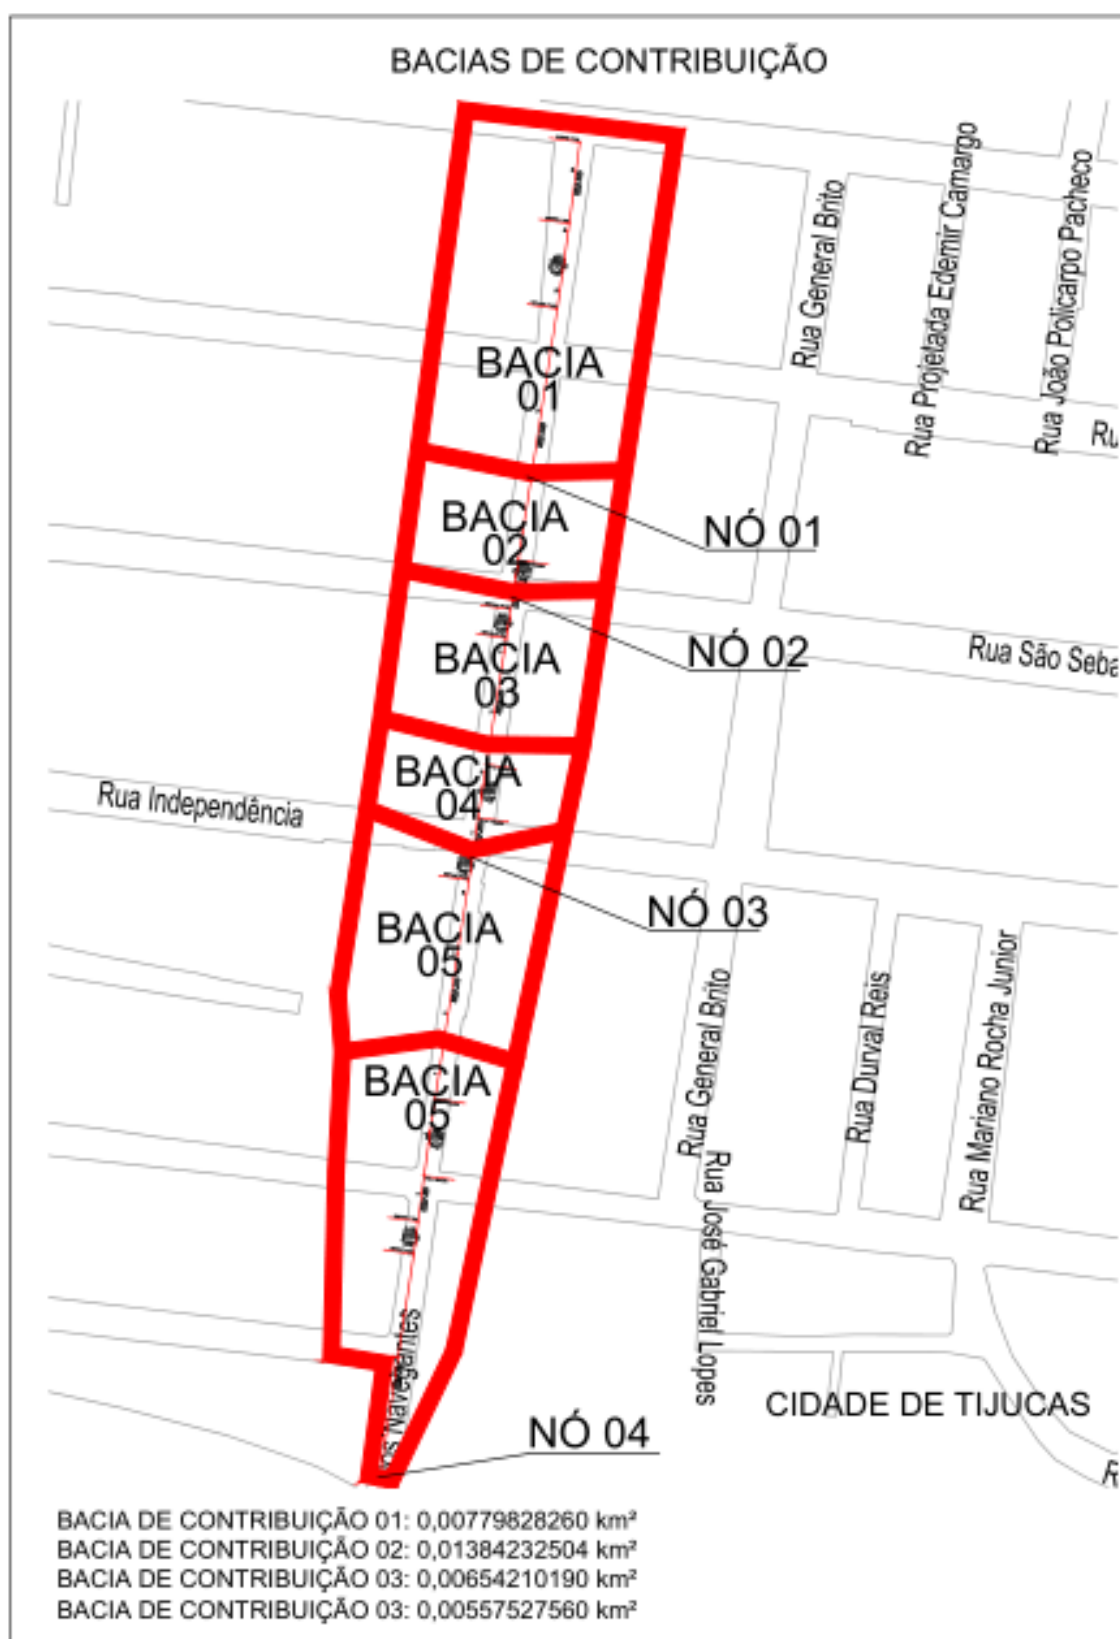 BACIAS DE CONTRIBUIÇÃO
Rua General Brito
Rua Projetada Edemir Camargo
Rua João Policarpo Pacheco
BACIA
01
Ru
BACIA
02
NÓ 01
BACIA
03
NÓ 02
Rua São Seba
BACIA
04
Rua Independência
NÓ 03
BACIA
05
Rua General Brito
Rua Durval Reis
Rua Mariano Rocha Junior
BACIA
05
Rua José Gabriel Lopes
Navegantes
CIDADE DE TIJUCAS
NÓ 04
R
BACIA DE CONTRIBUIÇÃO 01: 0,00779828260 km²
BACIA DE CONTRIBUIÇÃO 02: 0,01384232504 km²
BACIA DE CONTRIBUIÇÃO 03: 0,00654210190 km²
BACIA DE CONTRIBUIÇÃO 03: 0,00557527560 km²